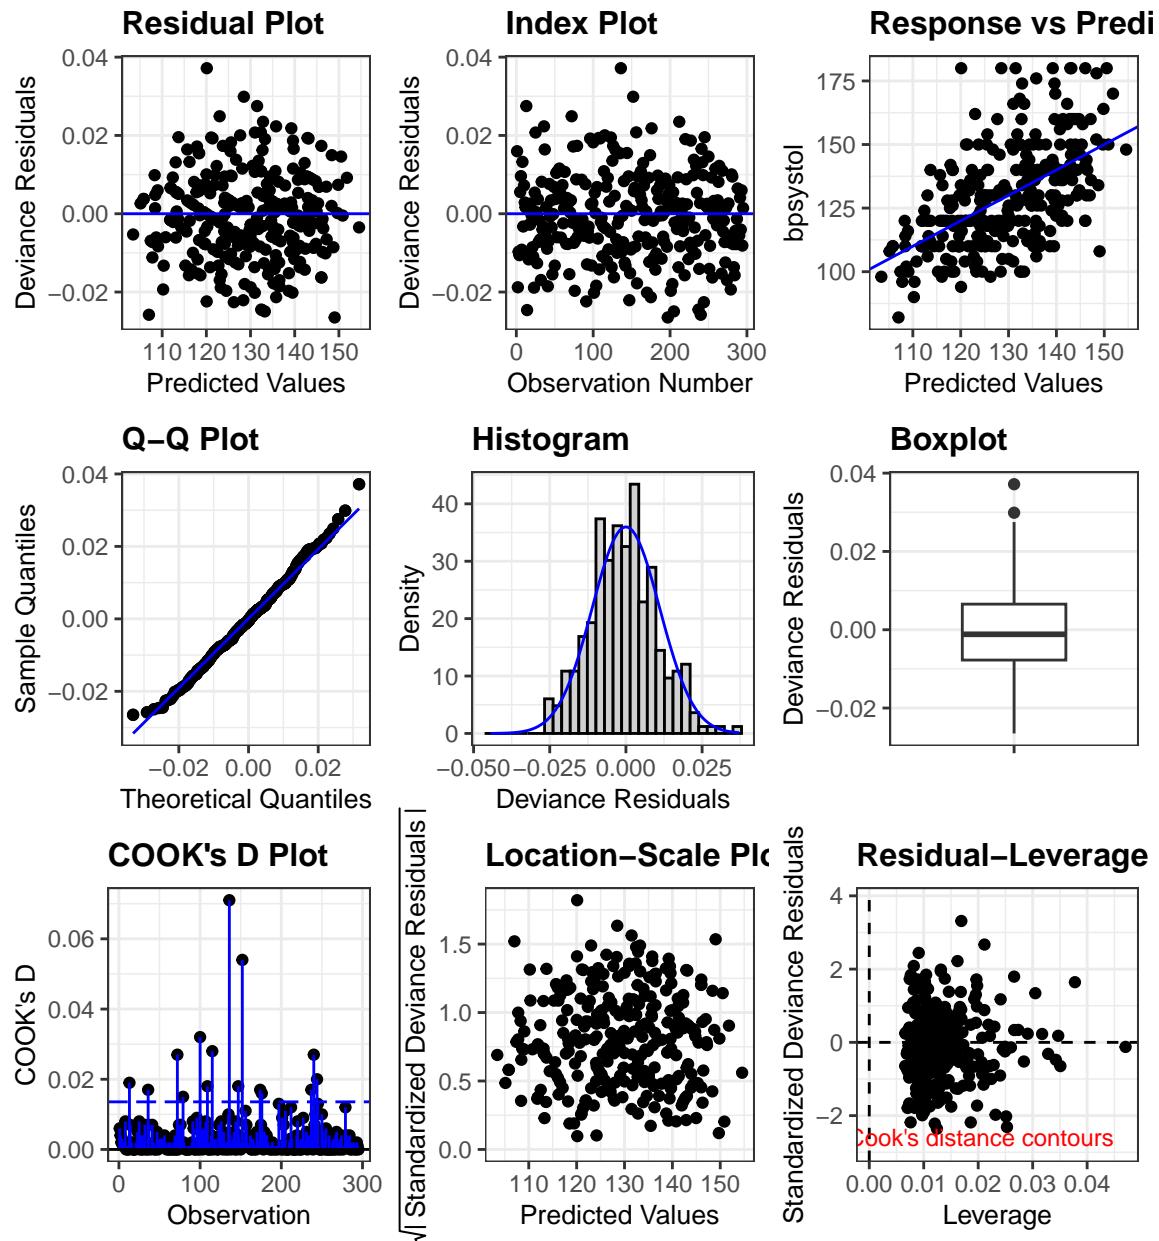 Residual Plot
Index Plot
Response vs Predi
Deviance Residuals
0.04
0.02
0.00
−0.02
110 120 130 140 150
Predicted Values
Deviance Residuals
0.04
0.02
0.00
−0.02
0 100 200 300
Observation Number
bpsystol
175
150
125
100
110 120 130 140 150
Predicted Values
Q−Q Plot
Histogram
Boxplot
Sample Quantiles
0.04
0.02
0.00
−0.02
−0.02 0.00 0.02
Theoretical Quantiles
Density
40
30
20
10
0
−0.050 −0.025 0.000 0.025
Deviance Residuals
Deviance Residuals
0.04
0.02
0.00
−0.02
COOK's D Plot
Location−Scale Plo
Residual−Leverage
COOK's D
0.06
0.04
0.02
0.00
0 100 200 300
Observation
√| Standardized Deviance Residuals |
1.5
1.0
0.5
0.0
110 120 130 140 150
Predicted Values
Standardized Deviance Residuals
4
2
0
−2
Cook's distance contours
0.00 0.01 0.02 0.03 0.04
Leverage